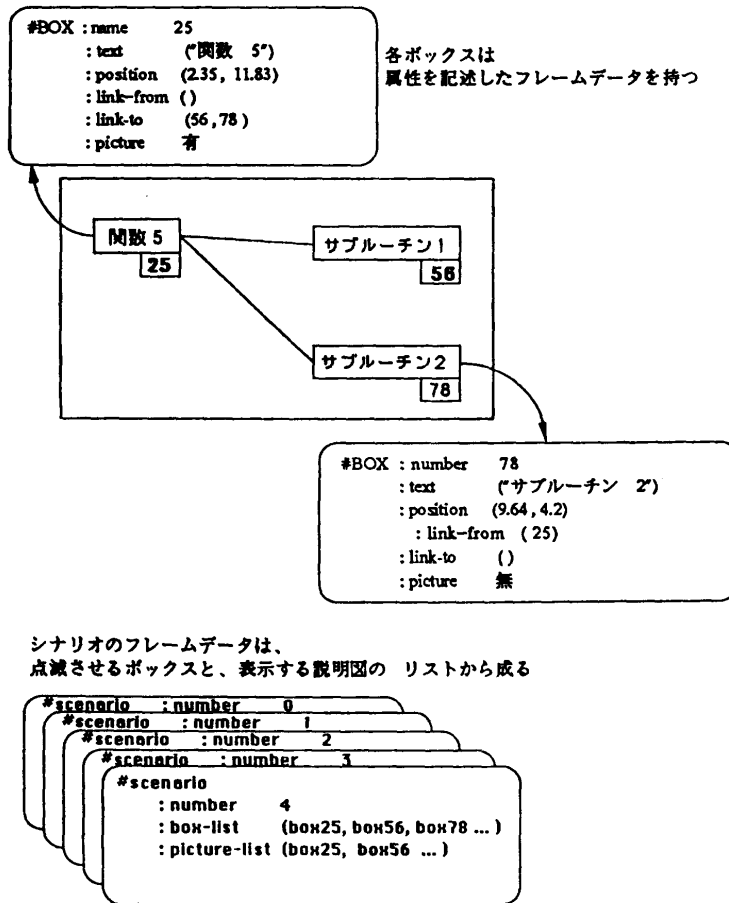 #BOX : name 25
: text ("関数 5")
: position (2.35, 11.83)
: link-from ( )
: link-to (56,78 )
: picture 有
各ボックスは
属性を記述したフレームデータを持つ
関数 5
25
サブルーチン1
56
サブルーチン2
78
#BOX : number 78
: text ("サブルーチン 2")
: position (9.64 , 4.2)
: link-from ( 25)
: link-to ( )
: picture 無
シナリオのフレームデータは、
点滅させるボックスと、表示する説明図の リストから成る
#scenario : number 0
#scenario : number 1
#scenario : number 2
#scenario : number 3
#scenario
: number 4
: box-list (box25, box56, box78 ... )
: picture-list (box25, box56 ... )